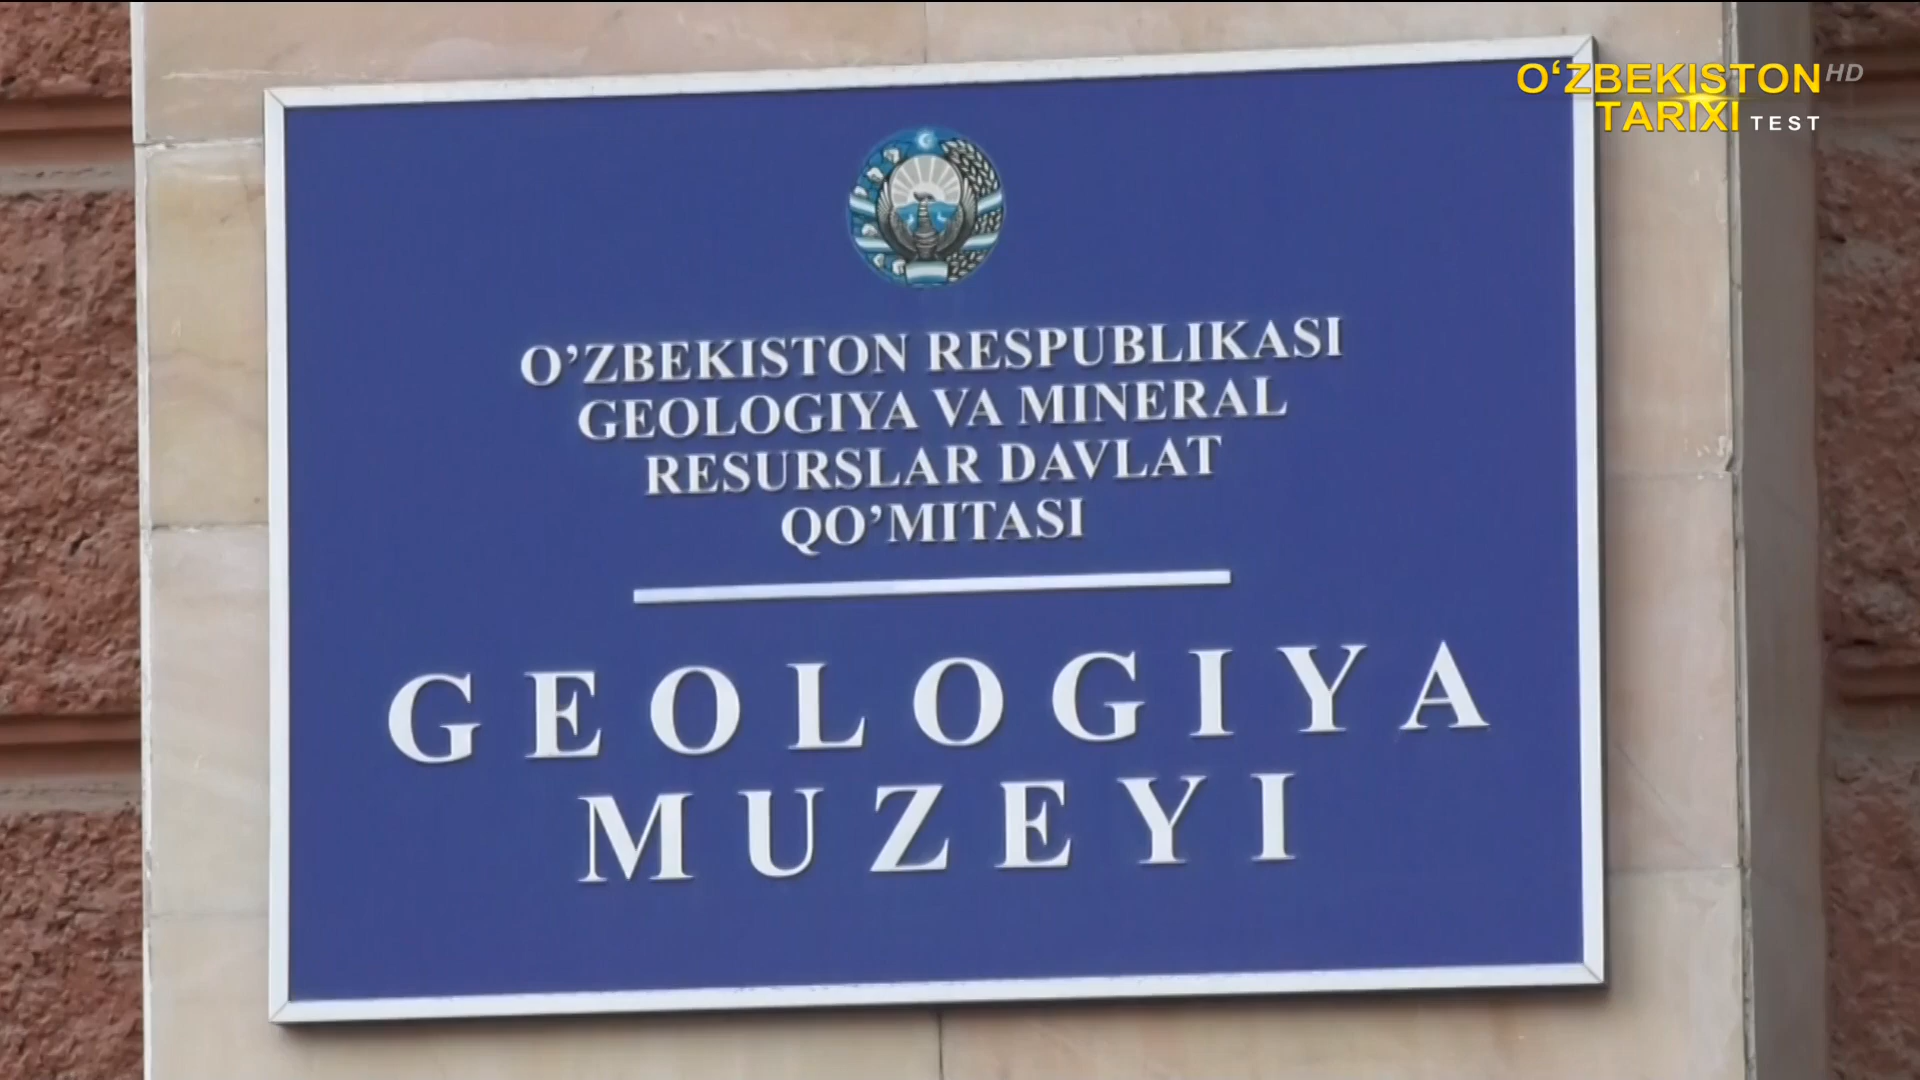 O‘ZBEKISTON HD
TARIXI TEST
O’ZBEKISTON RESPUBLIKASI
GEOLOGIYA VA MINERAL
RESURSLAR DAVLAT
QO’MITASI
GEOLOGIYA
MUZEYI